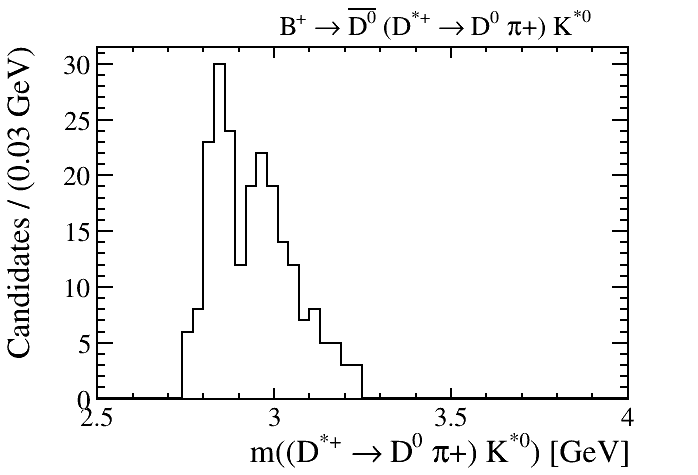 B⁺ → D̅⁰ (D*⁺ → D⁰ π+) K*⁰
Candidates / (0.03 GeV)
30
25
20
15
10
5
0
2.5 3 3.5 4
m((D*⁺ → D⁰ π+) K*⁰) [GeV]